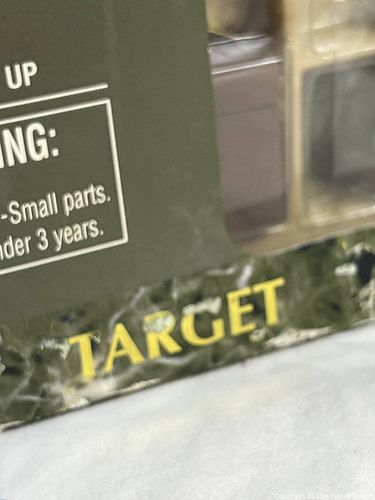 UP
ING:
-Small parts.
nder 3 years.
TARGET